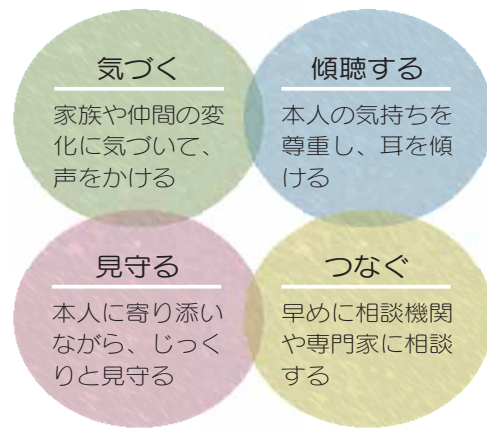 気づく
家族や仲間の変
化に気づいて、
声をかける
傾聴する
本人の気持ちを
尊重し、耳を傾
ける
見守る
本人に寄り添い
ながら、じっく
りと見守る
つなぐ
早めに相談機関
や専門家に相談
する